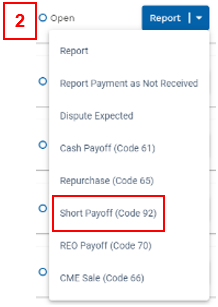 2
Open
Report
Report
Report Payment as Not Received
Dispute Expected
Cash Payoff (Code 61)
Repurchase (Code 65)
Short Payoff (Code 92)
REO Payoff (Code 70)
CME Sale (Code 66)